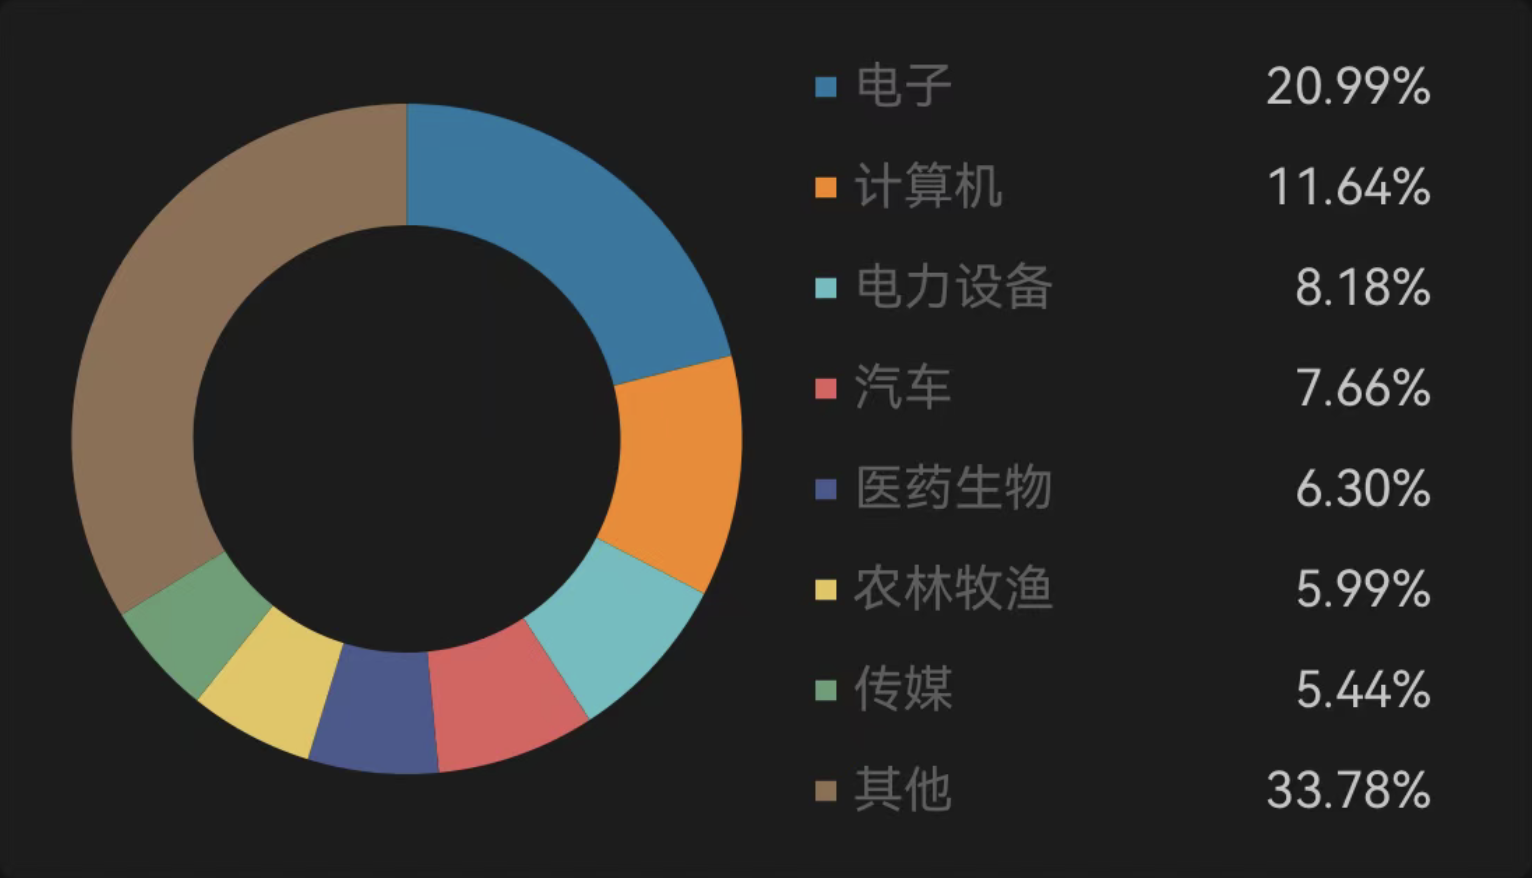 电子 20.99%
计算机 11.64%
电力设备 8.18%
汽车 7.66%
医药生物 6.30%
农林牧渔 5.99%
传媒 5.44%
其他 33.78%